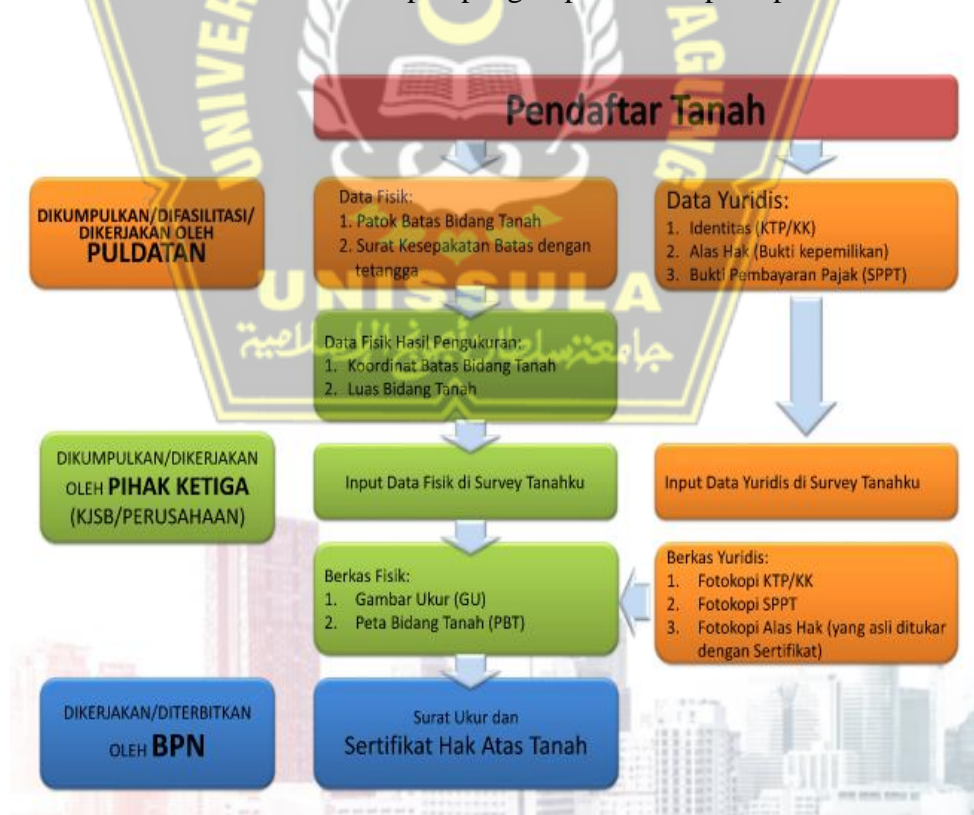 Pendaftar Tanah
DIKUMPULKAN/DIFASILITASI/
DIKERJAKAN OLEH
PULDATAN
Data Fisik:
1. Patok Batas Bidang Tanah
2. Surat Kesepakatan Batas dengan
tetangga
Data Yuridis:
1. Identitas (KTP/KK)
2. Alas Hak (Bukti kepemilikan)
3. Bukti Pembayaran Pajak (SPPT)
UNISSULA
Data Fisik Hasil Pengukuran:
1. Koordinat Batas Bidang Tanah
2. Luas Bidang Tanah
DIKUMPULKAN/DIKERJAKAN
OLEH PIHAK KETIGA
(KJSB/PERUSAHAAN)
Input Data Fisik di Survey Tanahku
Input Data Yuridis di Survey Tanahku
Berkas Fisik:
1. Gambar Ukur (GU)
2. Peta Bidang Tanah (PBT)
Berkas Yuridis:
1. Fotokopi KTP/KK
2. Fotokopi SPPT
3. Fotokopi Alas Hak (yang asli ditukar
dengan Sertifikat)
DIKERJAKAN/DITERBITKAN
OLEH BPN
Surat Ukur dan
Sertifikat Hak Atas Tanah